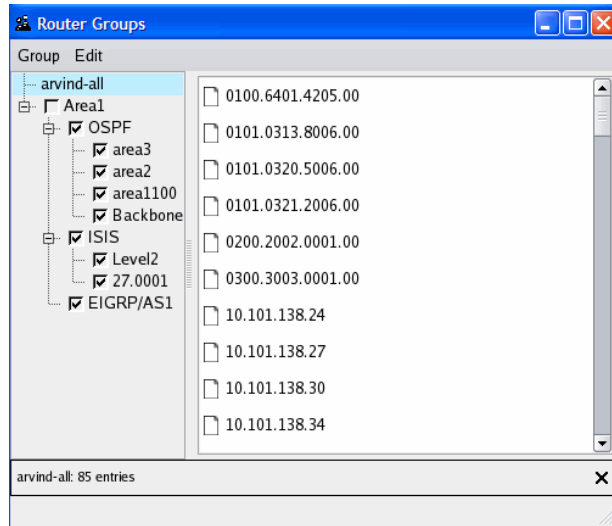 Router Groups
Group Edit
arvind-all
Area1
OSPF
area3
area2
area1100
Backbone
ISIS
Level2
27.0001
EIGRP/AS1
0100.6401.4205.00
0101.0313.8006.00
0101.0320.5006.00
0101.0321.2006.00
0200.2002.0001.00
0300.3003.0001.00
10.101.138.24
10.101.138.27
10.101.138.30
10.101.138.34
arvind-all: 85 entries